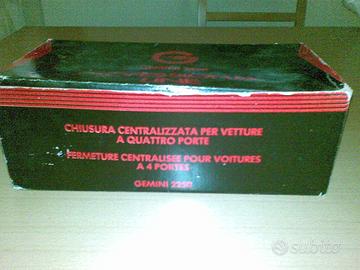 CHIUSURA CENTRALIZZATA PER VETTURE
A QUATTRO PORTE
FERMETURE CENTRALISEE POUR VOITURES
A 4 PORTES
GEMINI 2250
subito